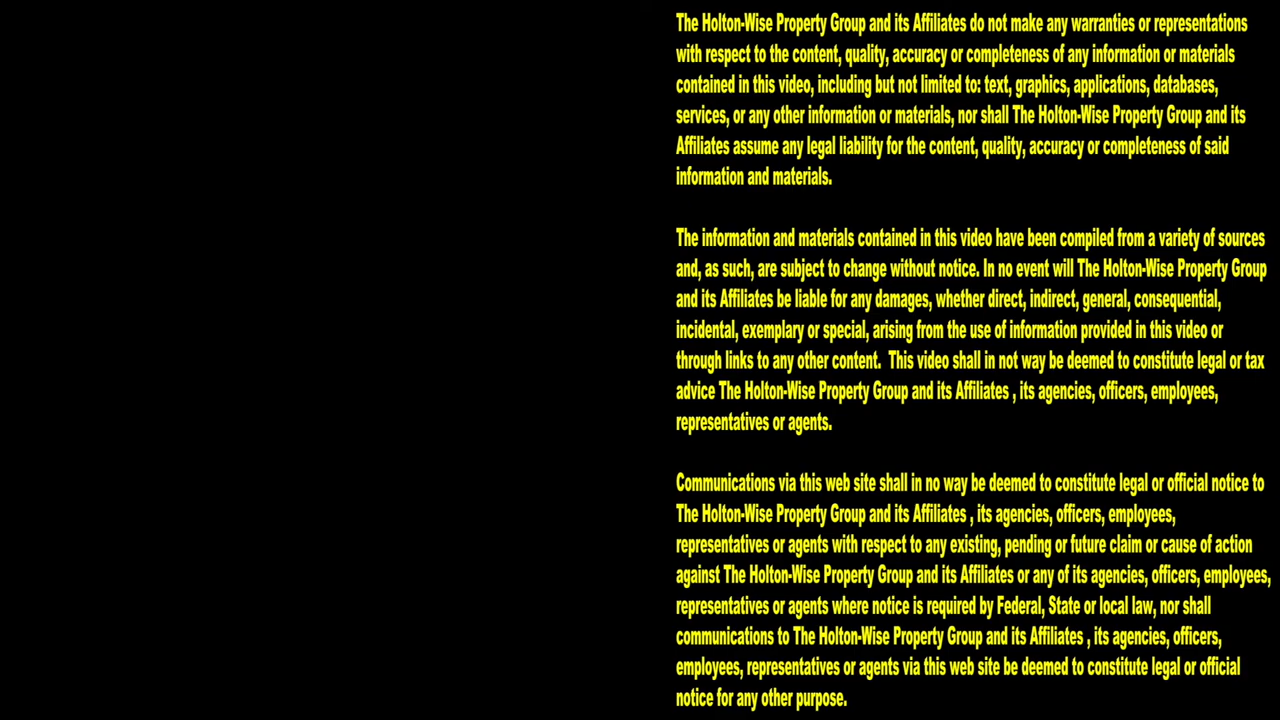 The Holton-Wise Property Group and its Affiliates do not make any warranties or representations
with respect to the content, quality, accuracy or completeness of any information or materials
contained in this video, including but not limited to: text, graphics, applications, databases,
services, or any other information or materials, nor shall The Holton-Wise Property Group and its
Affiliates assume any legal liability for the content, quality, accuracy or completeness of said
information and materials.
The information and materials contained in this video have been compiled from a variety of sources
and, as such, are subject to change without notice. In no event will The Holton-Wise Property Group
and its Affiliates be liable for any damages, whether direct, indirect, general, consequential,
incidental, exemplary or special, arising from the use of information provided in this video or
through links to any other content.  This video shall in not way be deemed to constitute legal or tax
advice The Holton-Wise Property Group and its Affiliates , its agencies, officers, employees,
representatives or agents.
Communications via this web site shall in no way be deemed to constitute legal or official notice to
The Holton-Wise Property Group and its Affiliates , its agencies, officers, employees,
representatives or agents with respect to any existing, pending or future claim or cause of action
against The Holton-Wise Property Group and its Affiliates or any of its agencies, officers, employees,
representatives or agents where notice is required by Federal, State or local law, nor shall
communications to The Holton-Wise Property Group and its Affiliates , its agencies, officers,
employees, representatives or agents via this web site be deemed to constitute legal or official
notice for any other purpose.